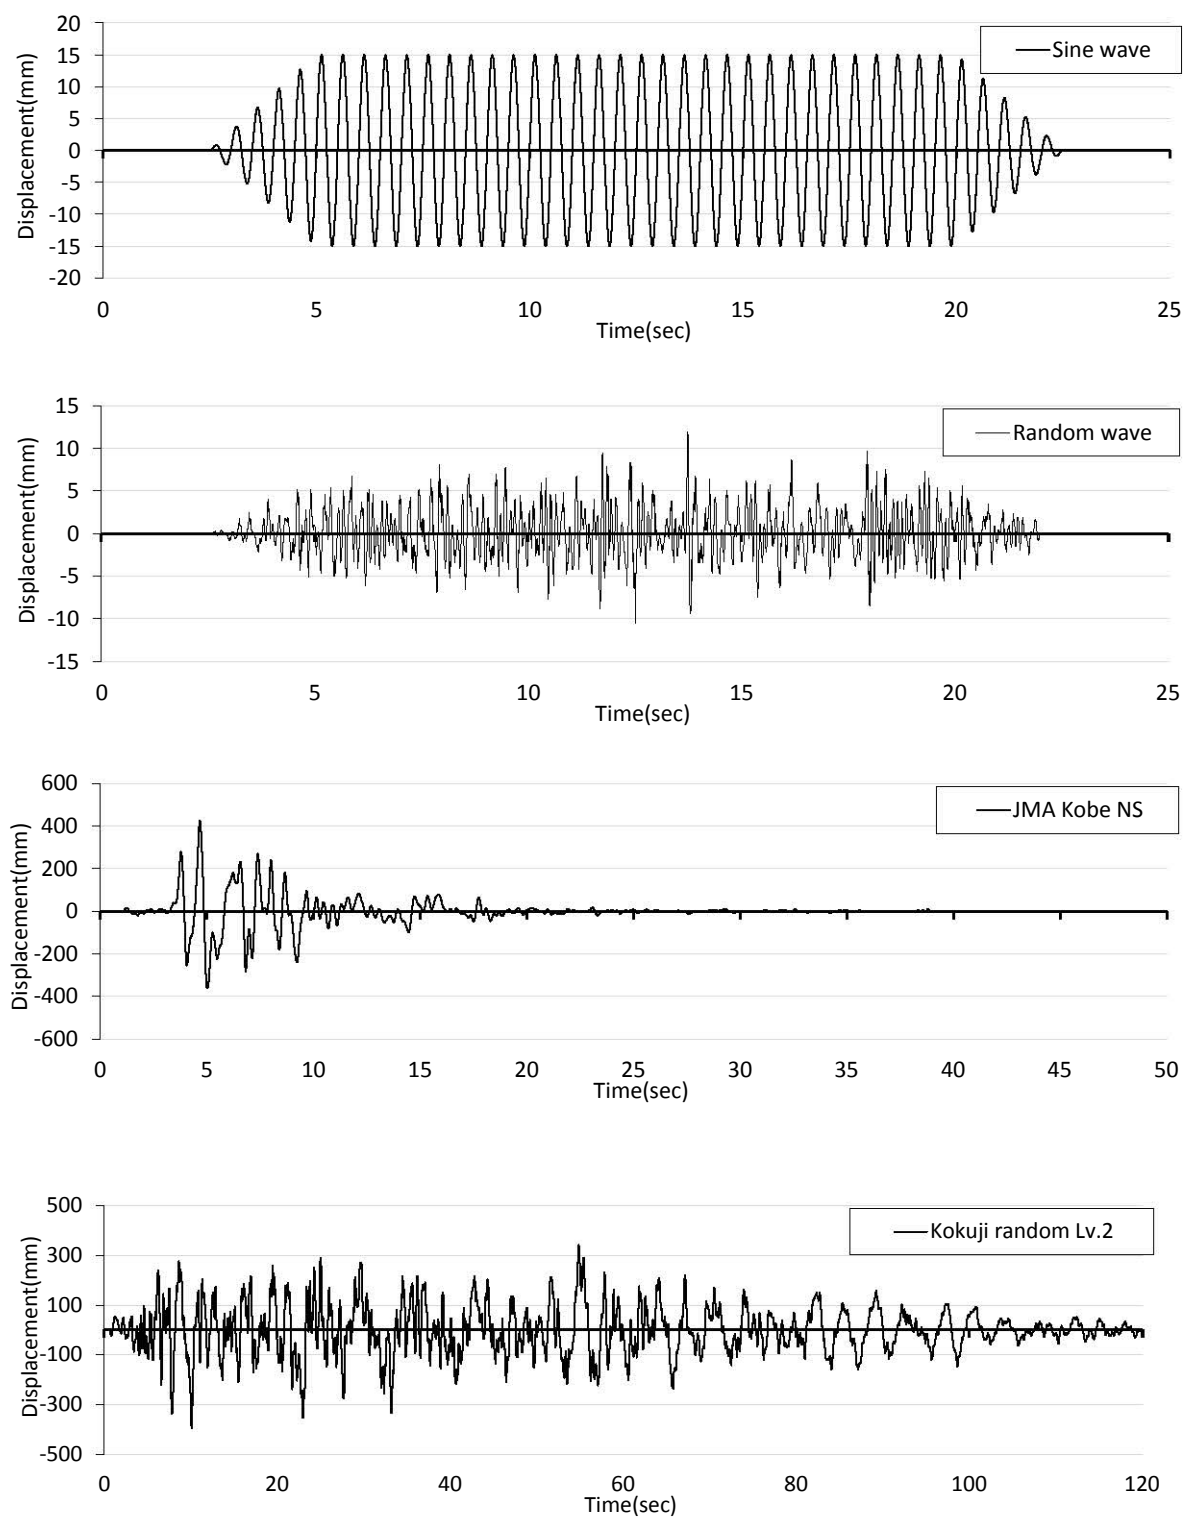 20
15
10
5
0
-5
-10
-15
-20
Displacement(mm)
Sine wave
0 5 10 15 20 25
Time(sec)
15
10
5
0
-5
-10
-15
Displacement(mm)
Random wave
0 5 10 15 20 25
Time(sec)
600
400
200
0
-200
-400
-600
Displacement(mm)
JMA Kobe NS
0 5 10 15 20 25 30 35 40 45 50
Time(sec)
500
300
100
-100
-300
-500
Displacement(mm)
Kokuji random Lv.2
0 20 40 60 80 100 120
Time(sec)